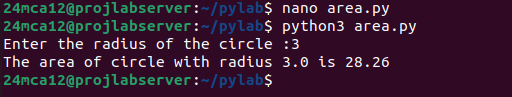 24mca12@projlabserver:~/pylab$ nano area.py
24mca12@projlabserver:~/pylab$ python3 area.py
Enter the radius of the circle :3
The area of circle with radius 3.0 is 28.26
24mca12@projlabserver:~/pylab$